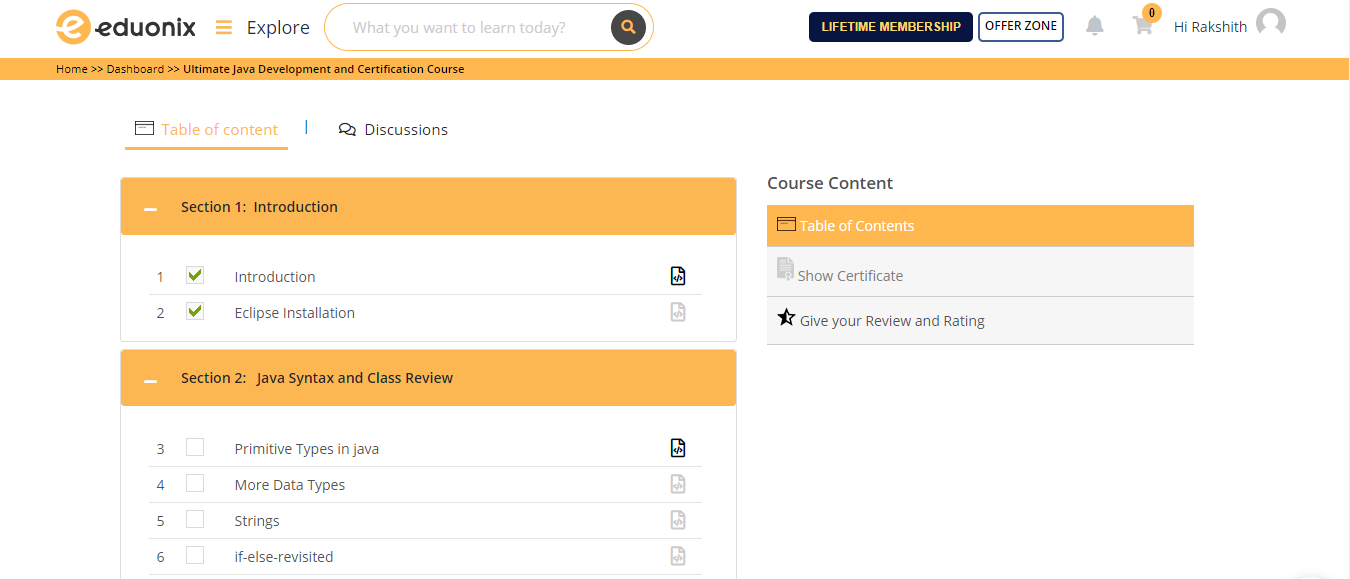 eduonix
Explore
What you want to learn today?
LIFETIME MEMBERSHIP
OFFER ZONE
0
Hi Rakshith
Home >> Dashboard >> Ultimate Java Development and Certification Course
Table of content
Discussions
Section 1: Introduction
1 Introduction
2 Eclipse Installation
Section 2: Java Syntax and Class Review
3 Primitive Types in java
4 More Data Types
5 Strings
6 if-else-revisited
Course Content
Table of Contents
Show Certificate
Give your Review and Rating